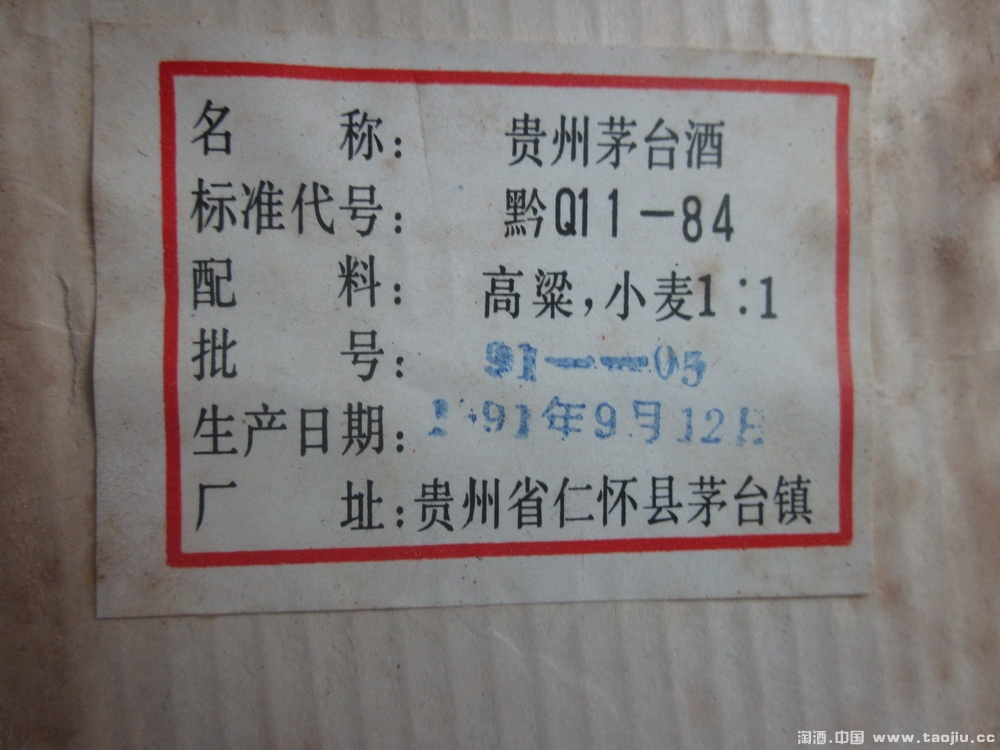 名 称: 贵州茅台酒
标准代号: 黔Q11-84
配 料: 高粱,小麦1:1
批 号: 91--05
生产日期: 1991年9月12日
厂 址: 贵州省仁怀县茅台镇
淘酒.中国 www.taojiu.cc